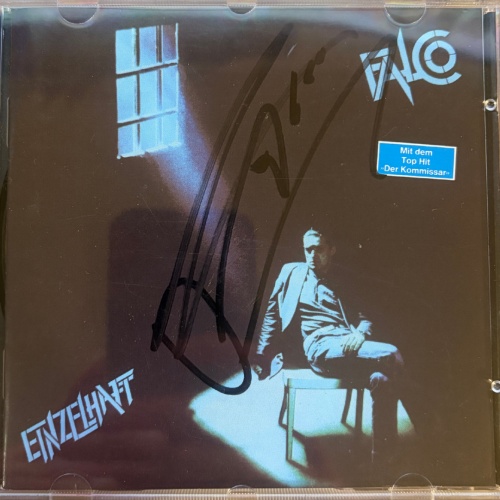 FALCO
Mit dem
Top Hit
»Der Kommissar«
EINZELHAFT